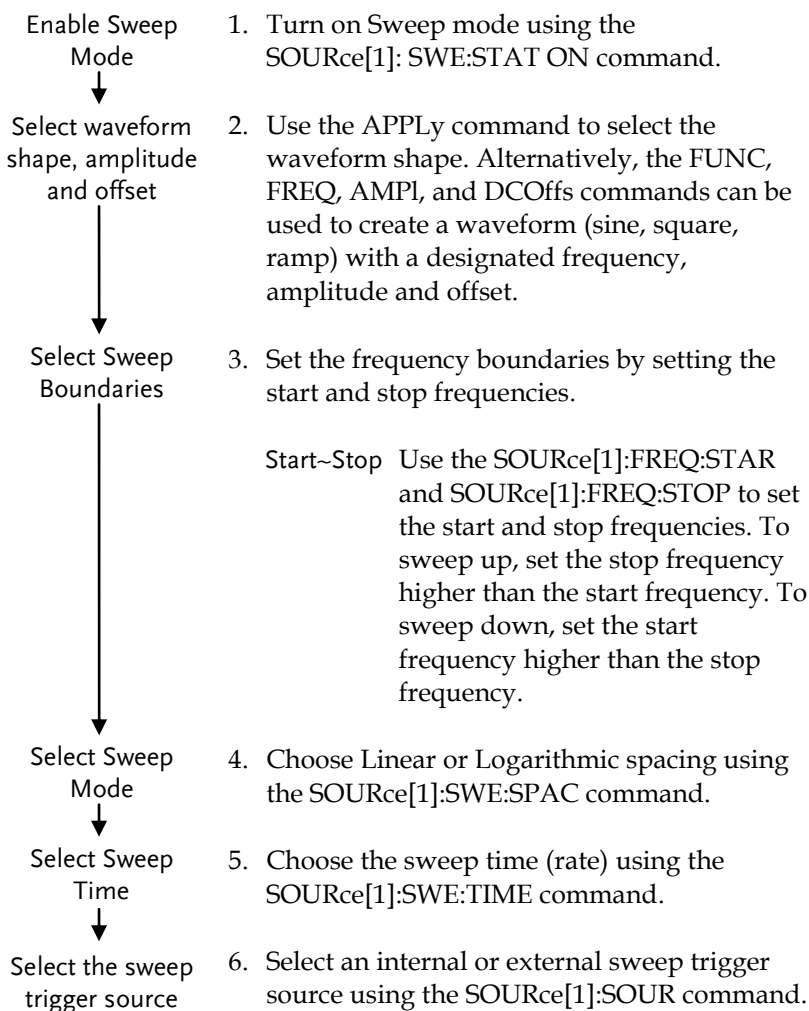 Enable Sweep
Mode
1. Turn on Sweep mode using the
SOURce[1]: SWE:STAT ON command.
Select waveform
shape, amplitude
and offset
2. Use the APPLy command to select the
waveform shape. Alternatively, the FUNC,
FREQ, AMPl, and DCOffs commands can be
used to create a waveform (sine, square,
ramp) with a designated frequency,
amplitude and offset.
Select Sweep
Boundaries
3. Set the frequency boundaries by setting the
start and stop frequencies.
Start~Stop Use the SOURce[1]:FREQ:STAR
and SOURce[1]:FREQ:STOP to set
the start and stop frequencies. To
sweep up, set the stop frequency
higher than the start frequency. To
sweep down, set the start
frequency higher than the stop
frequency.
Select Sweep
Mode
4. Choose Linear or Logarithmic spacing using
the SOURce[1]:SWE:SPAC command.
Select Sweep
Time
5. Choose the sweep time (rate) using the
SOURce[1]:SWE:TIME command.
Select the sweep
trigger source
6. Select an internal or external sweep trigger
source using the SOURce[1]:SOUR command.